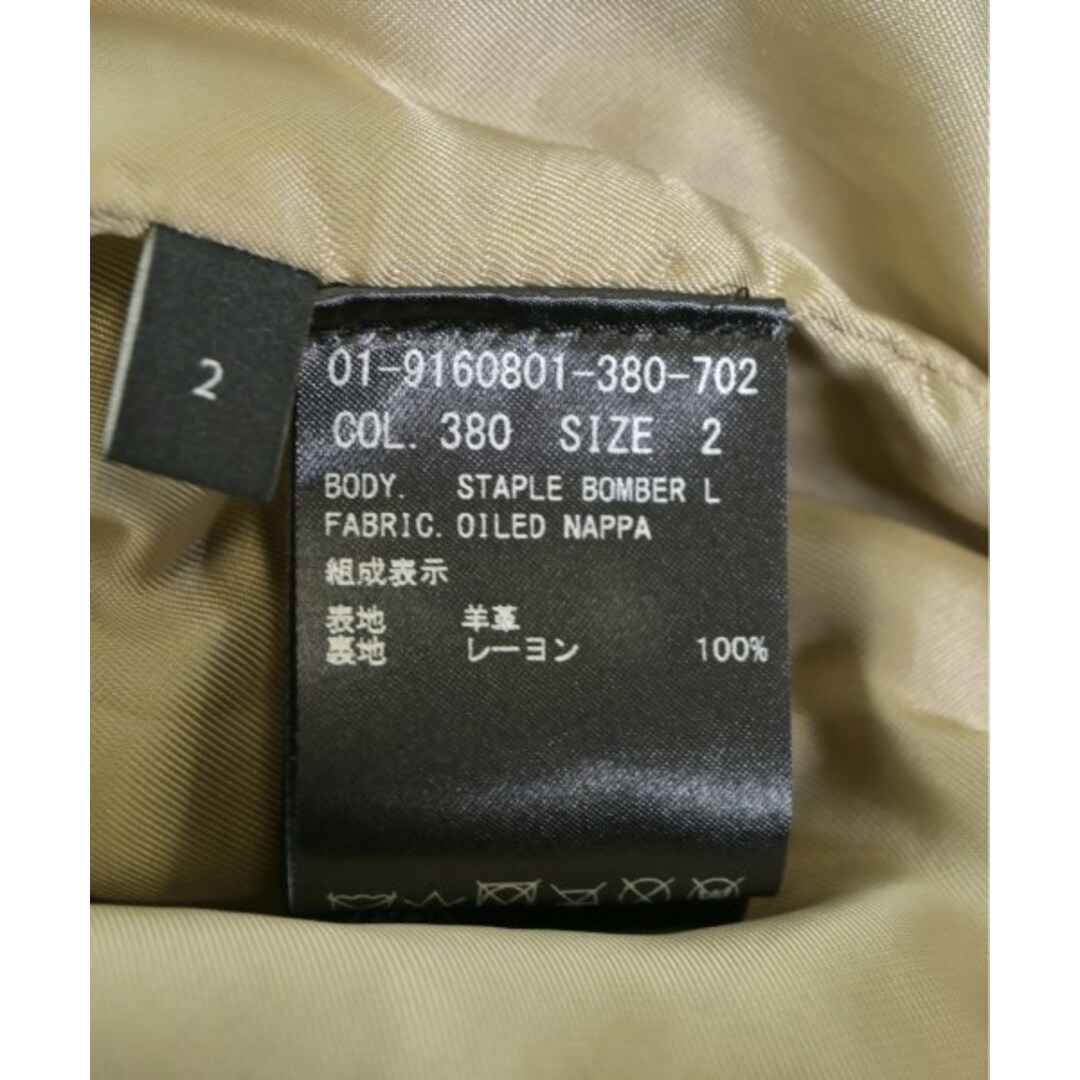 2
01-9160801-380-702
COL. 380 SIZE 2
BODY. STAPLE BOMBER L
FABRIC. OILED NAPPA
組成表示
表地 羊革
裏地 レーヨン 100%